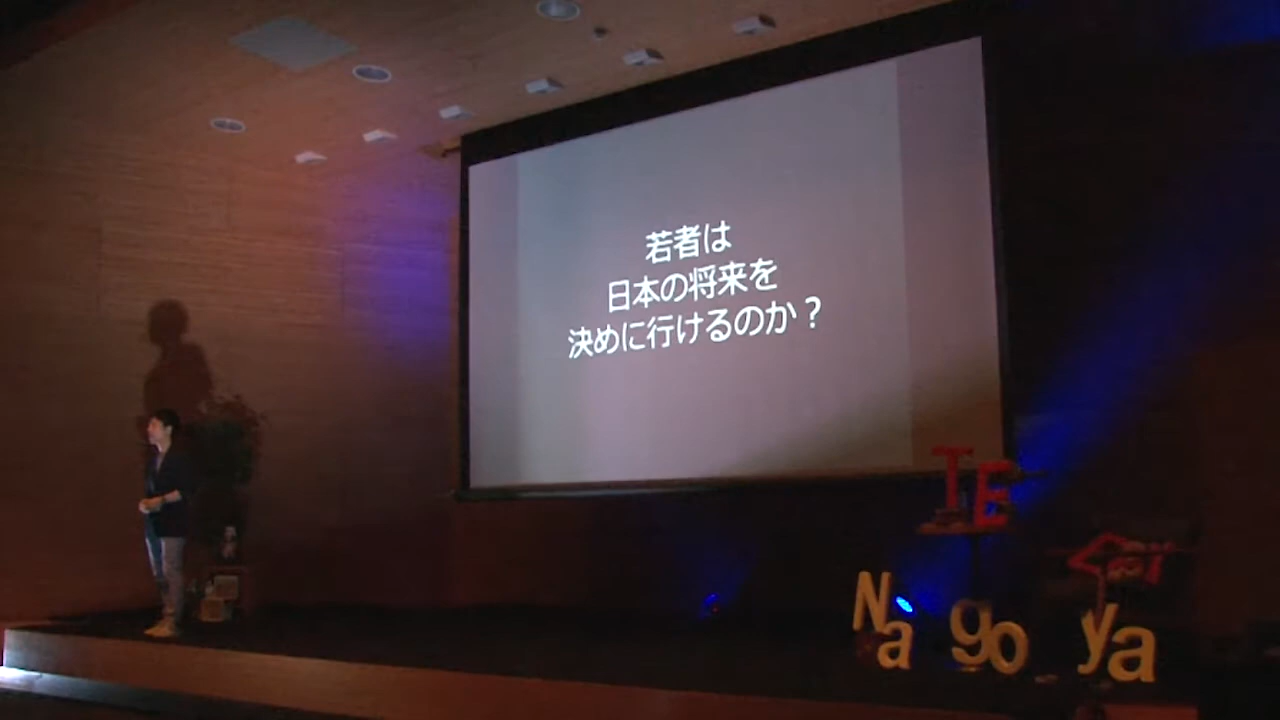 若者は
日本の将来を
決めに行けるのか？
TE
Nagoya